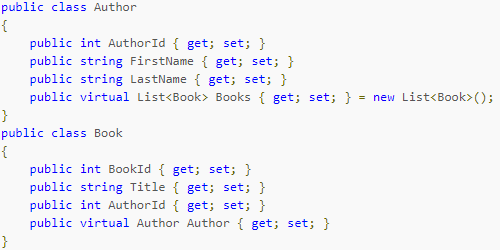 public class Author
{
    public int AuthorId { get; set; }
    public string FirstName { get; set; }
    public string LastName { get; set; }
    public virtual List<Book> Books { get; set; } = new List<Book>();
}
public class Book
{
    public int BookId { get; set; }
    public string Title { get; set; }
    public int AuthorId { get; set; }
    public virtual Author Author { get; set; }
}